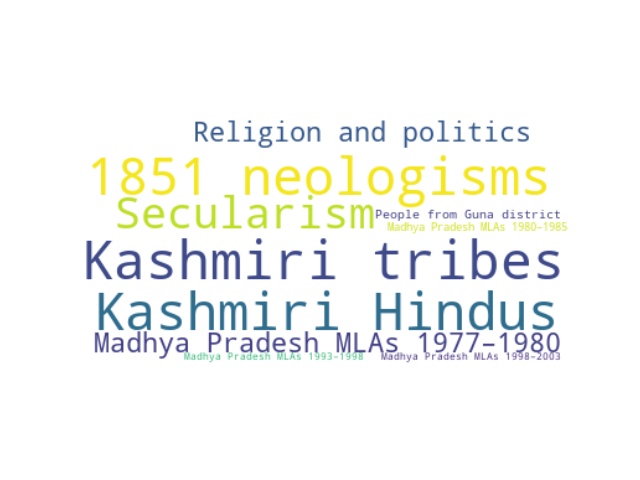 Religion and politics
1851 neologisms
Secularism
People from Guna district
Madhya Pradesh MLAs 1980–1985
Kashmiri tribes
Kashmiri Hindus
Madhya Pradesh MLAs 1977–1980
Madhya Pradesh MLAs 1993–1998
Madhya Pradesh MLAs 1998–2003